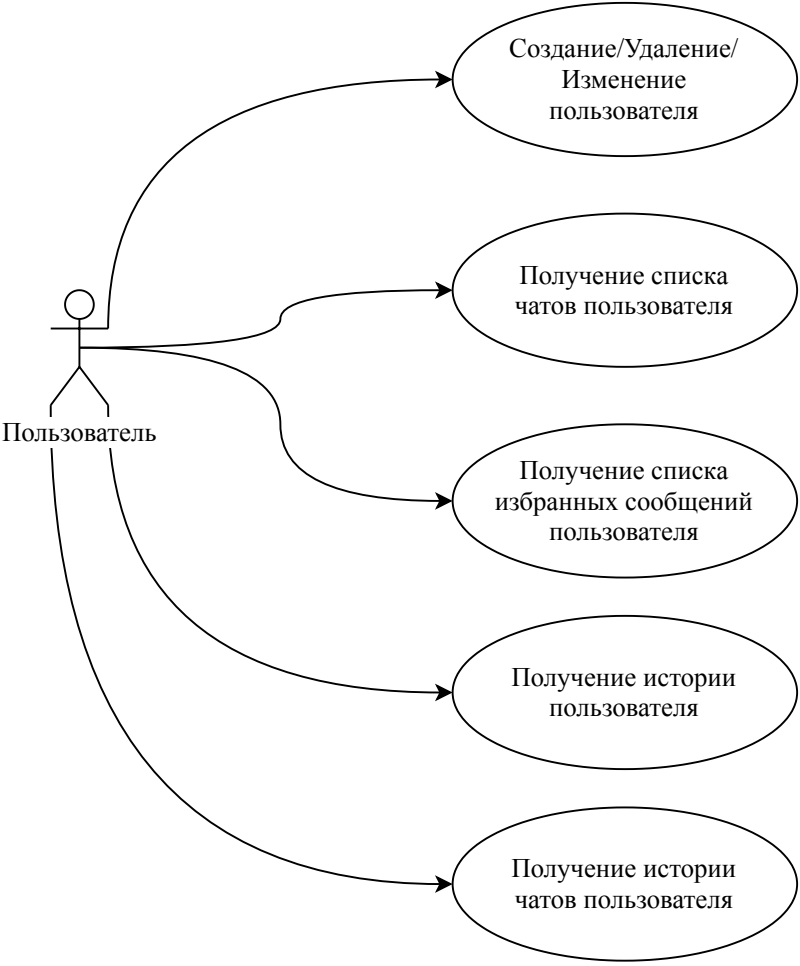 Создание/Удаление/
Изменение
пользователя
Получение списка
чатов пользователя
Пользователь
Получение списка
избранных сообщений
пользователя
Получение истории
пользователя
Получение истории
чатов пользователя